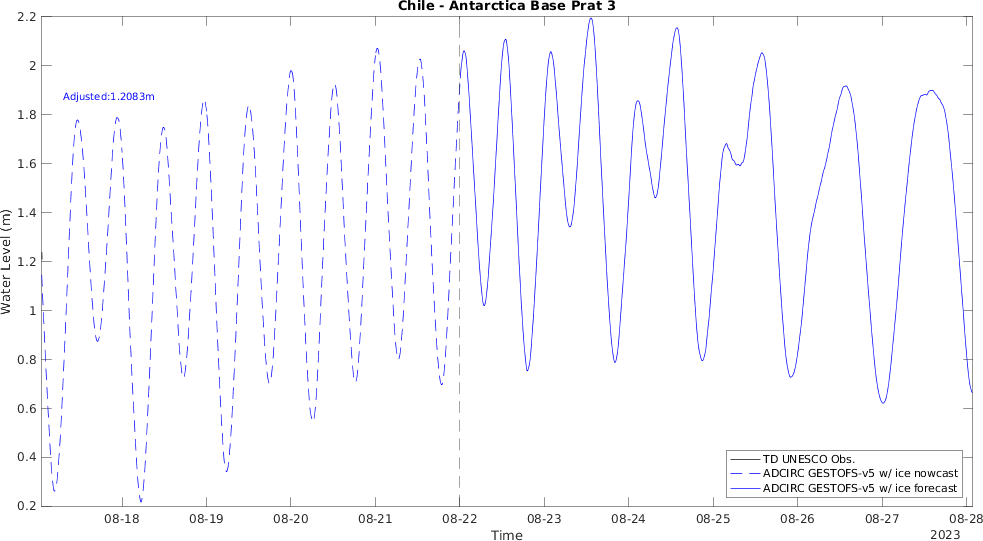 Chile - Antarctica Base Prat 3
2.2
2
1.8
1.6
1.4
1.2
1
0.8
0.6
0.4
0.2
Water Level (m)
Adjusted:1.2083m
TD UNESCO Obs.
ADCIRC GESTOFS-v5 w/ ice nowcast
ADCIRC GESTOFS-v5 w/ ice forecast
08-18 08-19 08-20 08-21 08-22 08-23 08-24 08-25 08-26 08-27 08-28
Time
2023